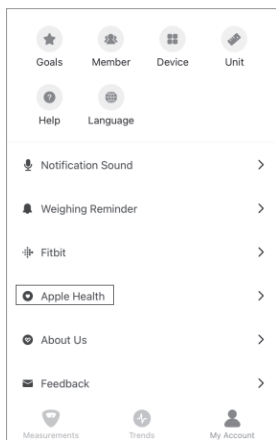 Goals Member Device Unit
Help Language
Notification Sound
Weighing Reminder
Fitbit
Apple Health
About Us
Feedback
Measurements Trends My Account